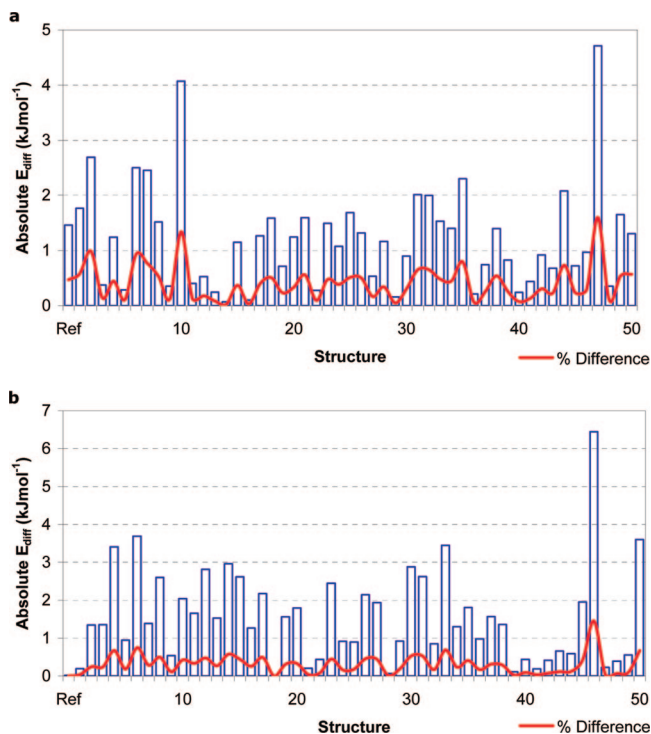 a
Absolute E_diff (kJmol⁻¹)
5
4
3
2
1
0
Ref 10 20 30 40 50
Structure
% Difference
b
Absolute E_diff (kJmol⁻¹)
7
6
5
4
3
2
1
0
Ref 10 20 30 40 50
Structure
% Difference